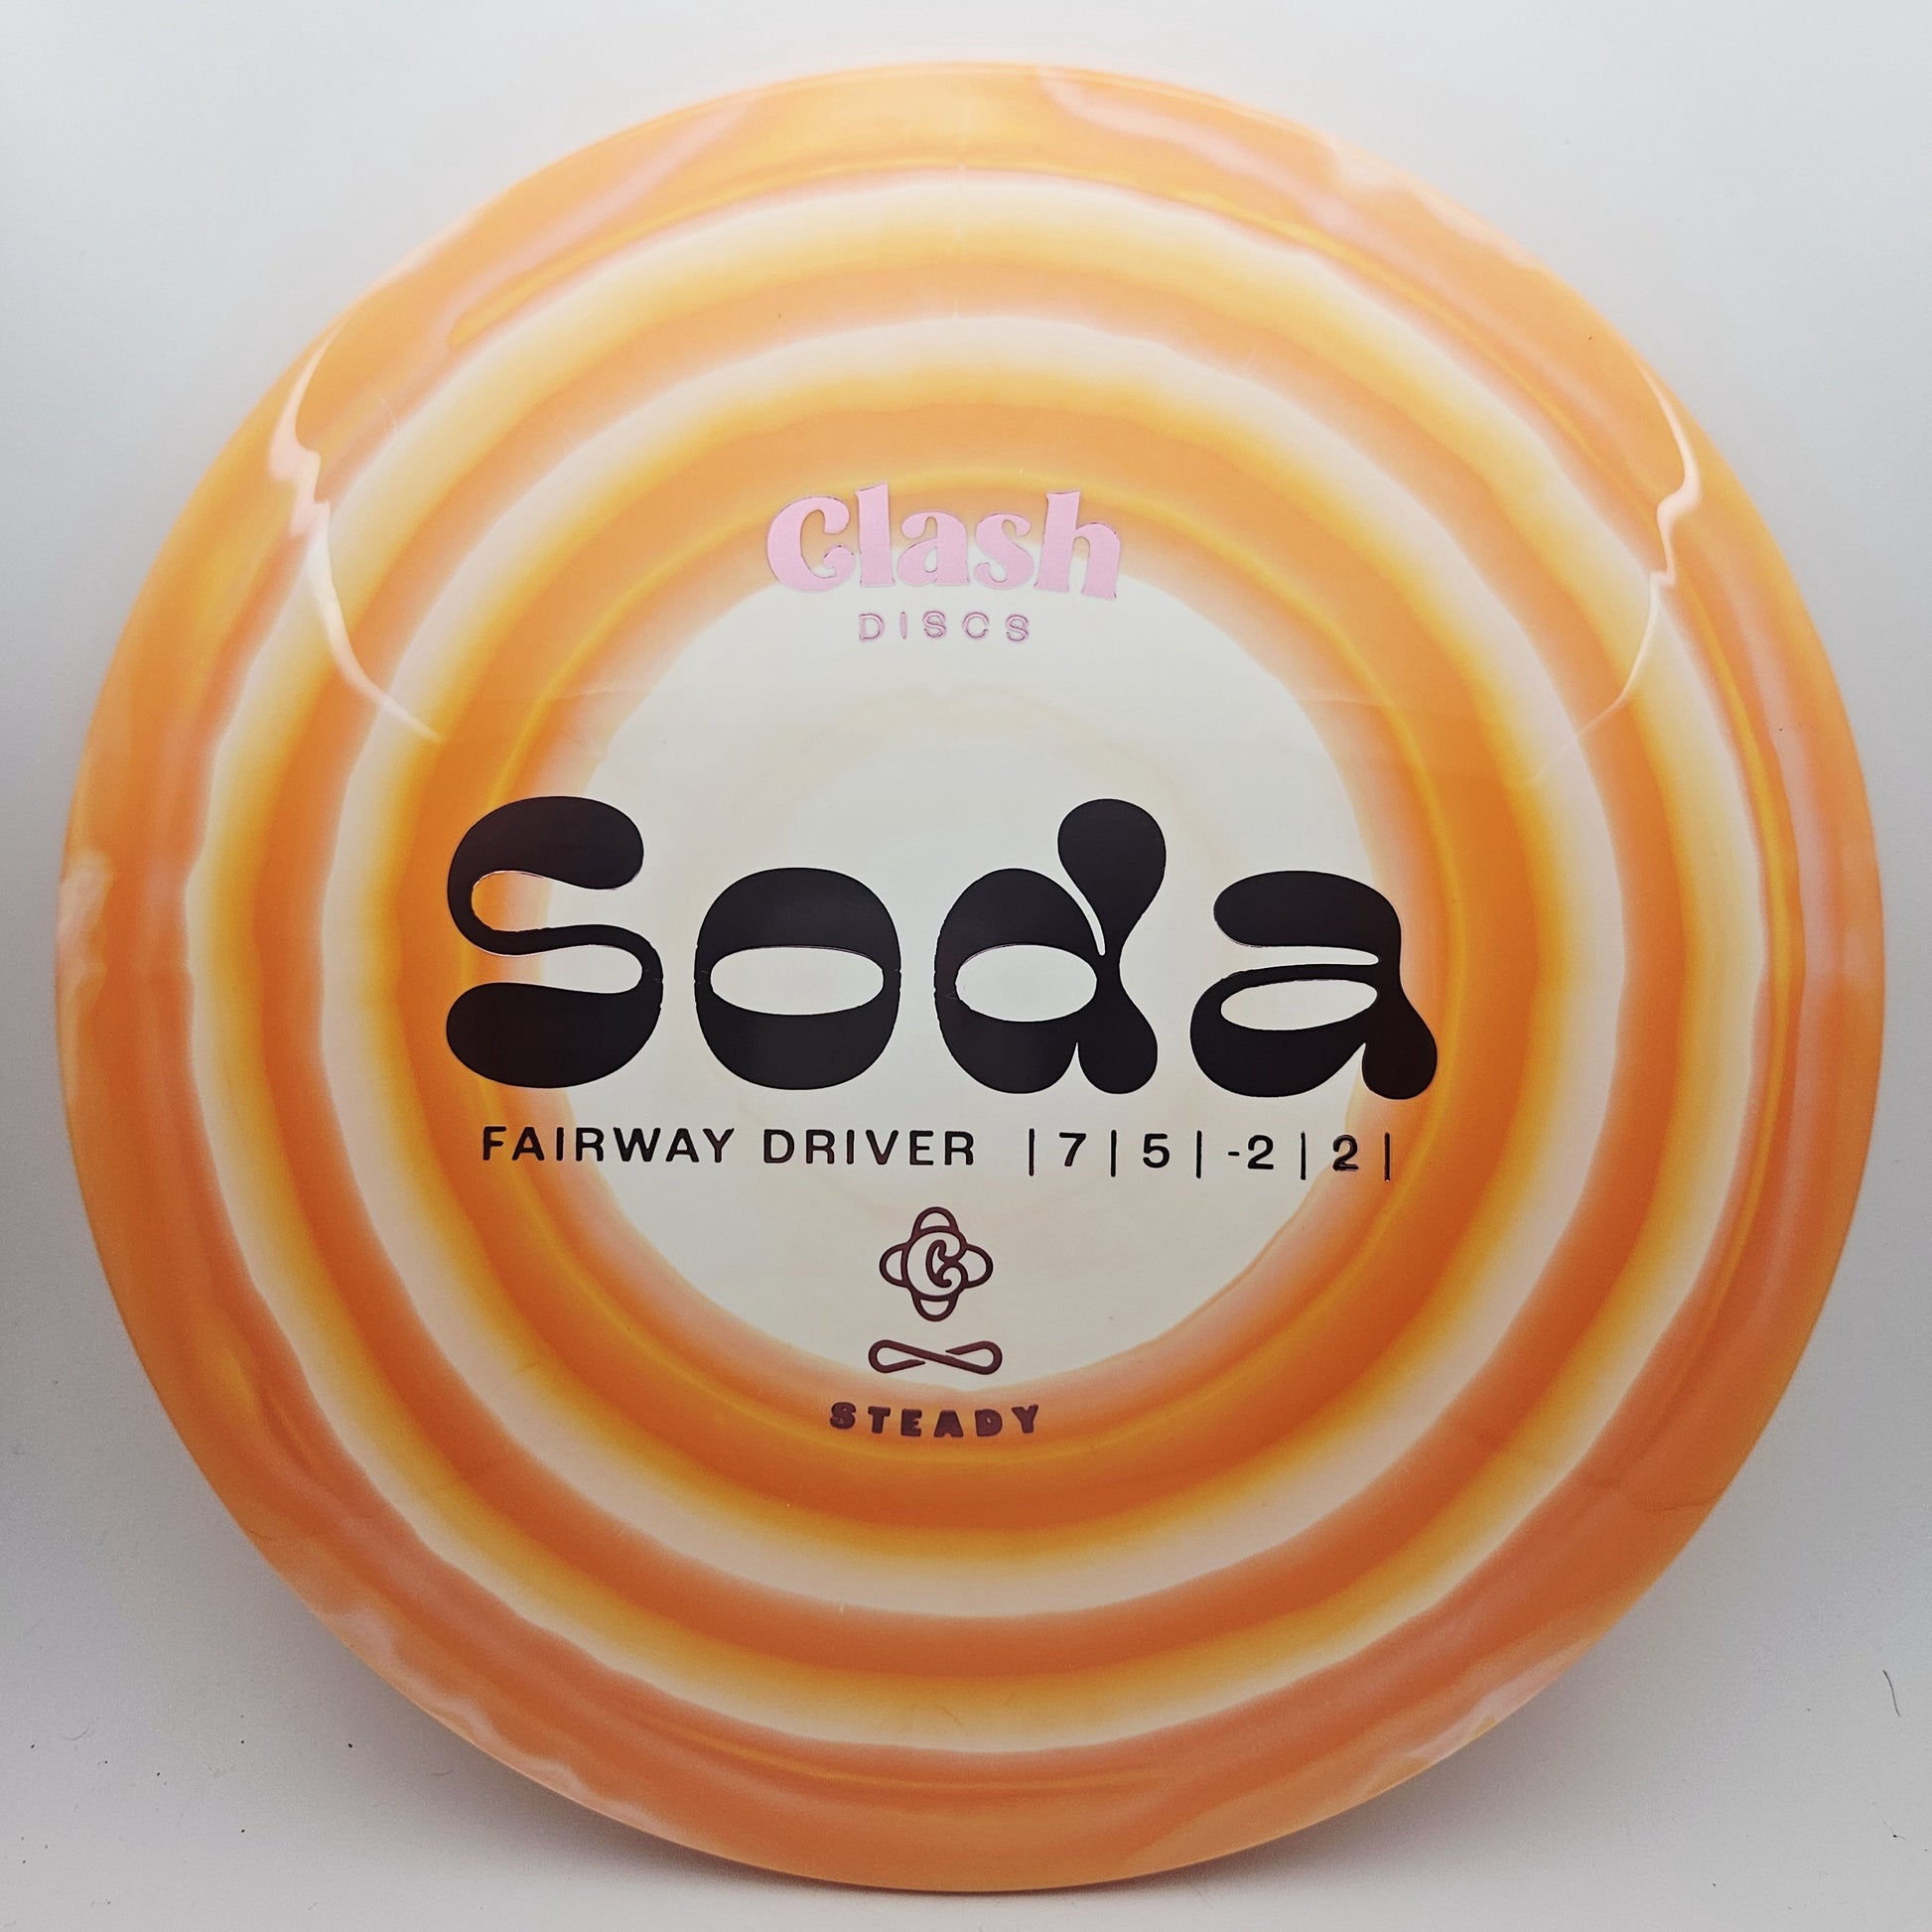 Clash
DISCS
Soda
FAIRWAY DRIVER | 7 | 5 | -2 | 2 |
C
STEADY